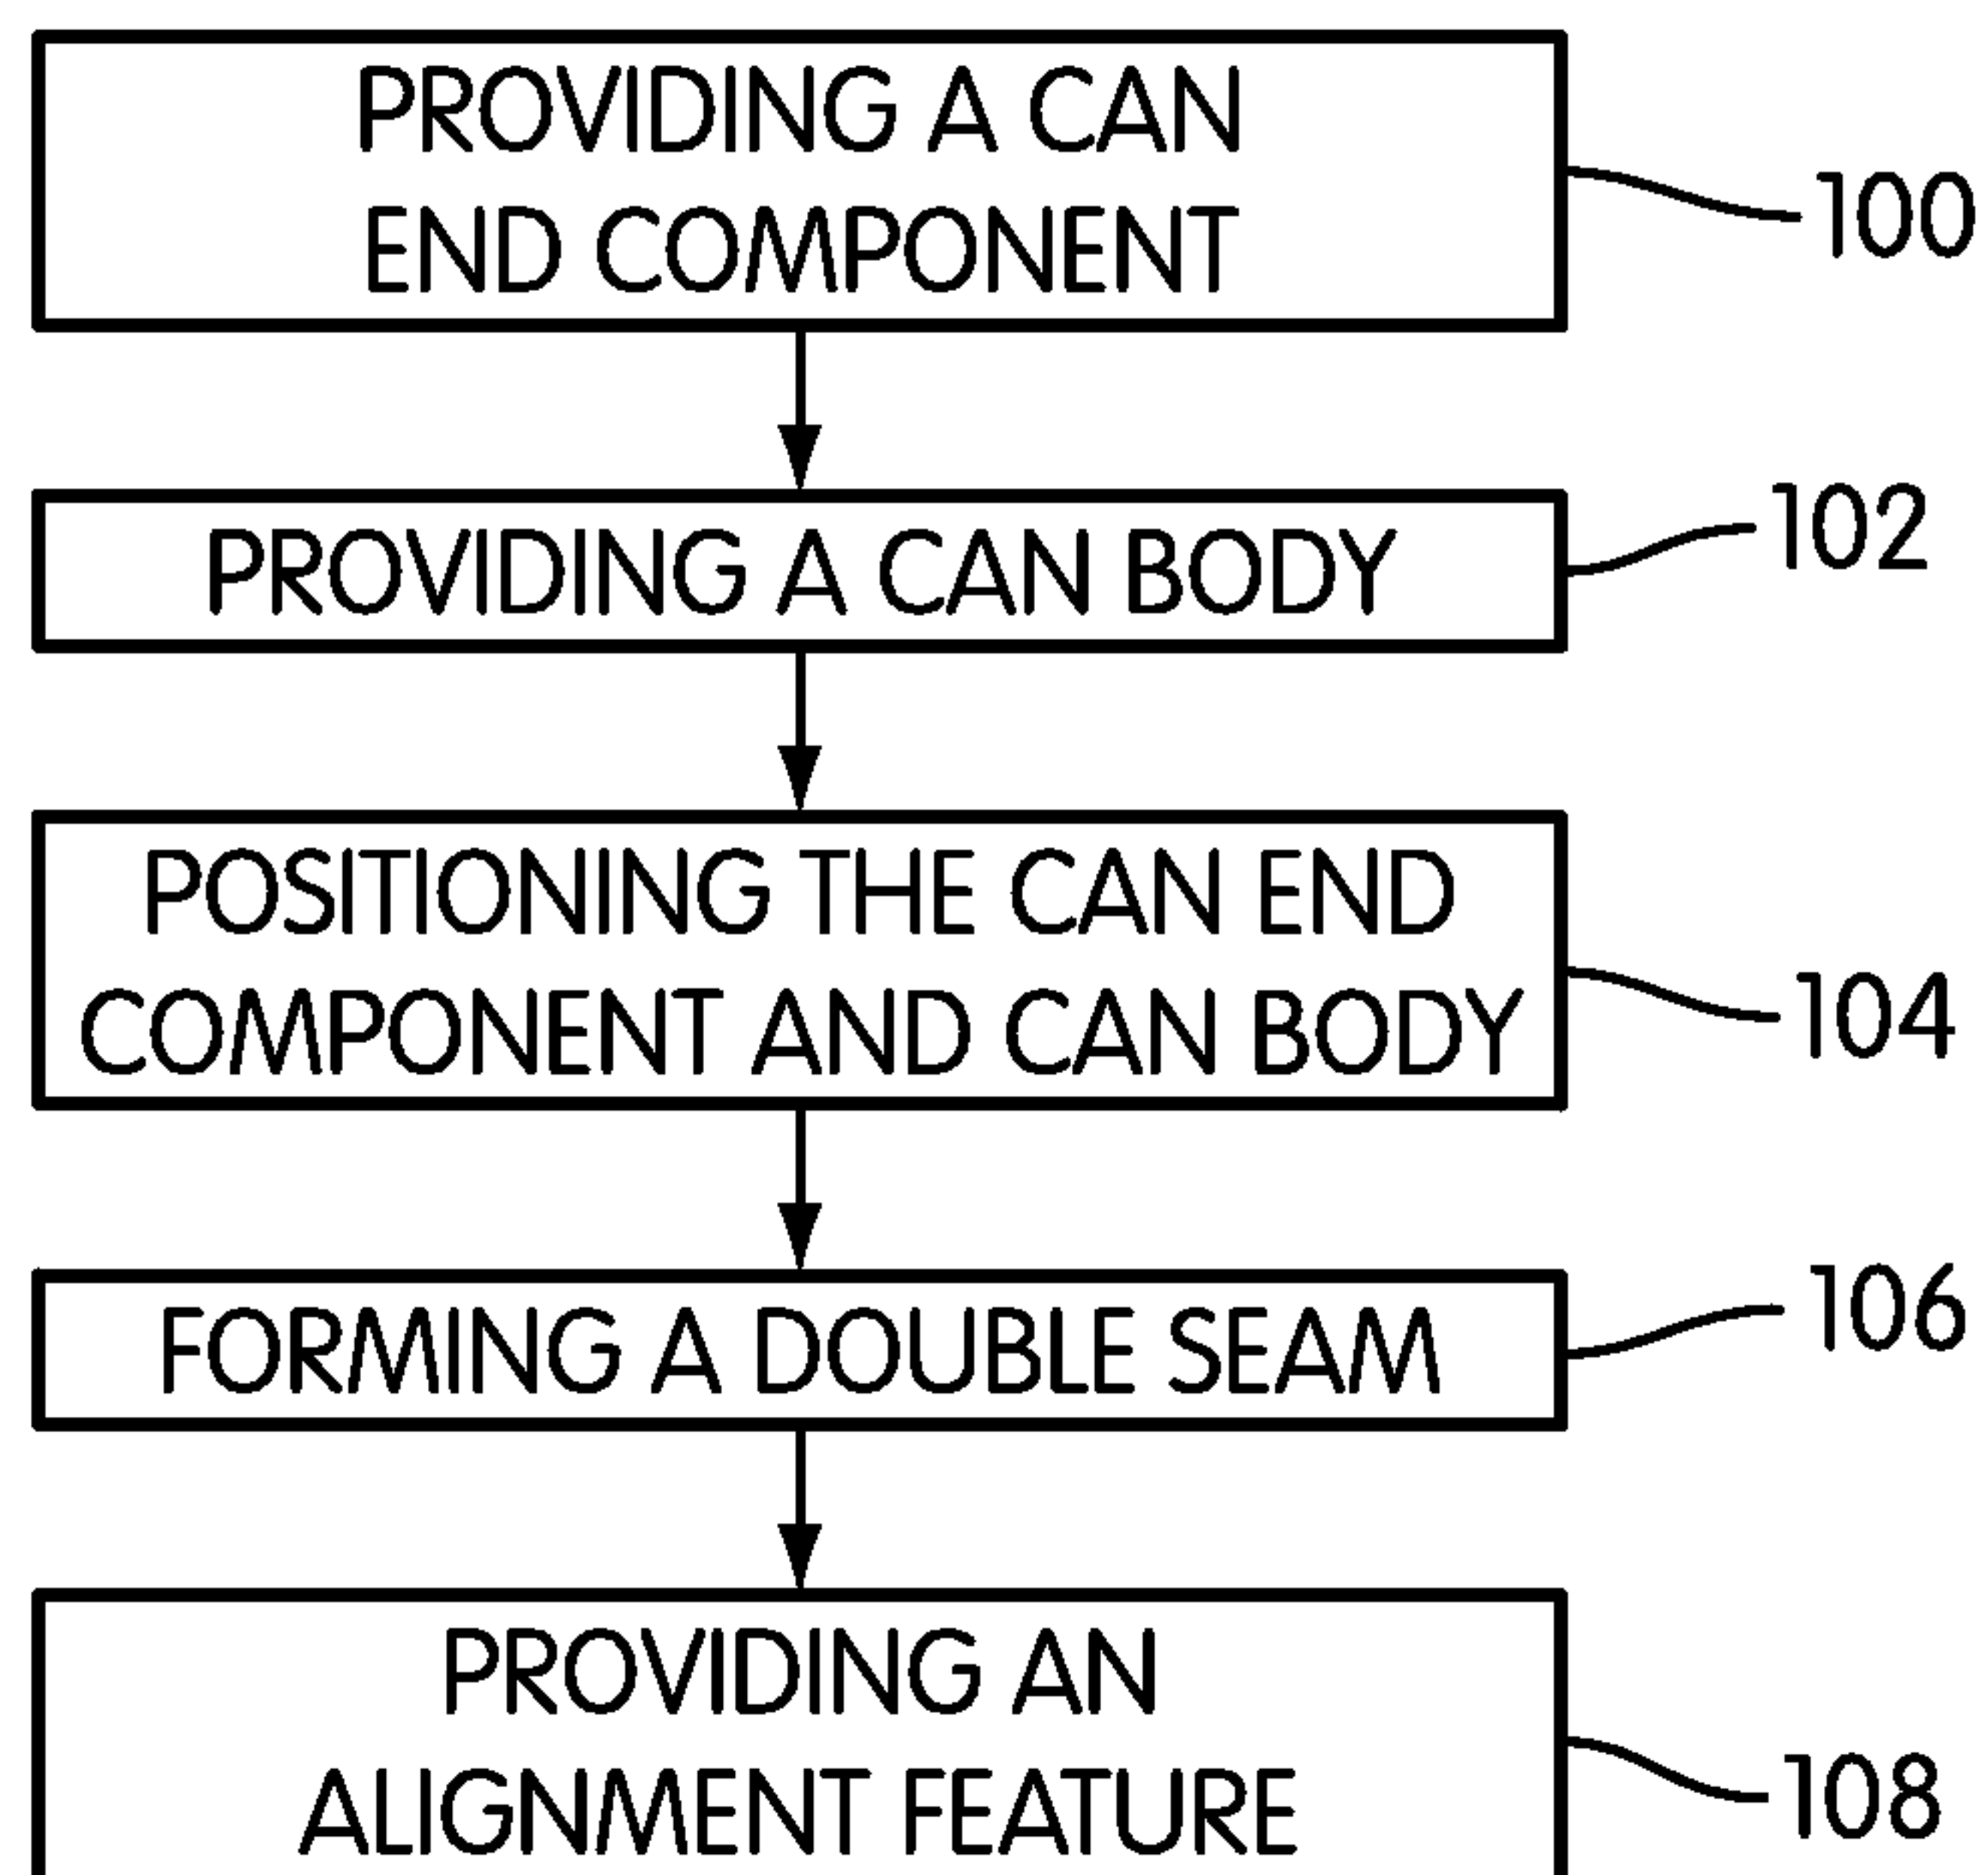 PROVIDING A CAN
END COMPONENT
100
PROVIDING A CAN BODY
102
POSITIONING THE CAN END
COMPONENT AND CAN BODY
104
FORMING A DOUBLE SEAM
106
PROVIDING AN
ALIGNMENT FEATURE
108